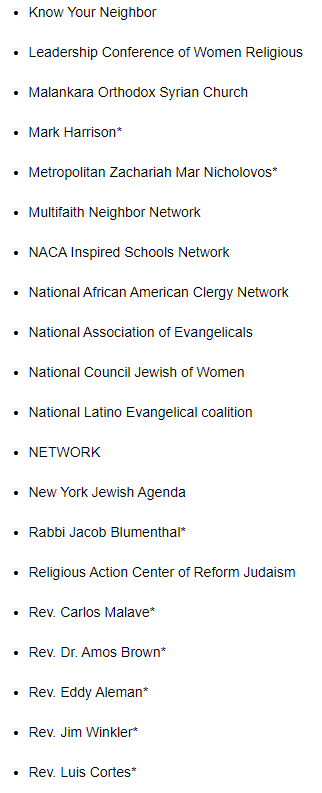 Know Your Neighbor
Leadership Conference of Women Religious
Malankara Orthodox Syrian Church
Mark Harrison*
Metropolitan Zachariah Mar Nicholovos*
Multifaith Neighbor Network
NACA Inspired Schools Network
National African American Clergy Network
National Association of Evangelicals
National Council Jewish of Women
National Latino Evangelical coalition
NETWORK
New York Jewish Agenda
Rabbi Jacob Blumenthal*
Religious Action Center of Reform Judaism
Rev. Carlos Malave*
Rev. Dr. Amos Brown*
Rev. Eddy Aleman*
Rev. Jim Winkler*
Rev. Luis Cortes*